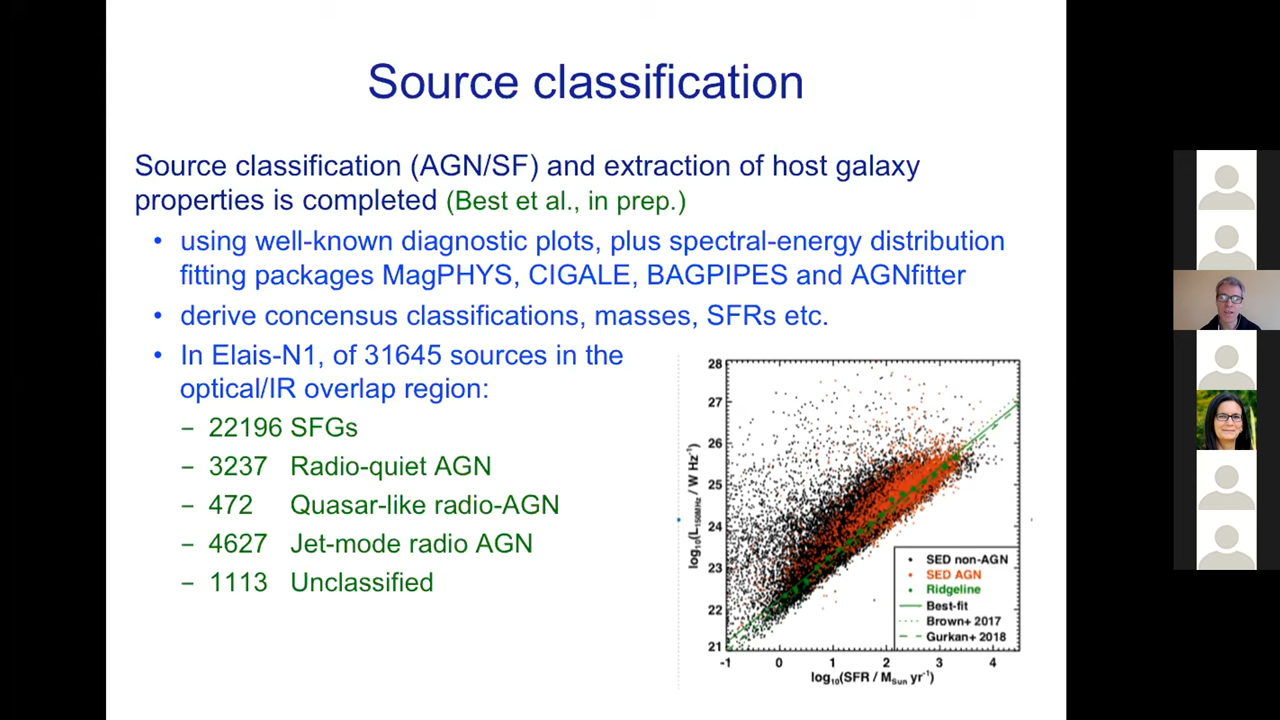 Source classification
Source classification (AGN/SF) and extraction of host galaxy
properties is completed (Best et al., in prep.)
• using well-known diagnostic plots, plus spectral-energy distribution
fitting packages MagPHYS, CIGALE, BAGPIPES and AGNfitter
• derive concensus classifications, masses, SFRs etc.
• In Elais-N1, of 31645 sources in the
optical/IR overlap region:
– 22196 SFGs
– 3237 Radio-quiet AGN
– 472 Quasar-like radio-AGN
– 4627 Jet-mode radio AGN
– 1113 Unclassified
28
27
26
25
24
23
22
21
log10(L150MHz / W Hz-1)
SED non-AGN
SED AGN
Ridgeline
Best-fit
Brown+ 2017
Gurkan+ 2018
-1 0 1 2 3 4
log10(SFR / MSun yr-1)